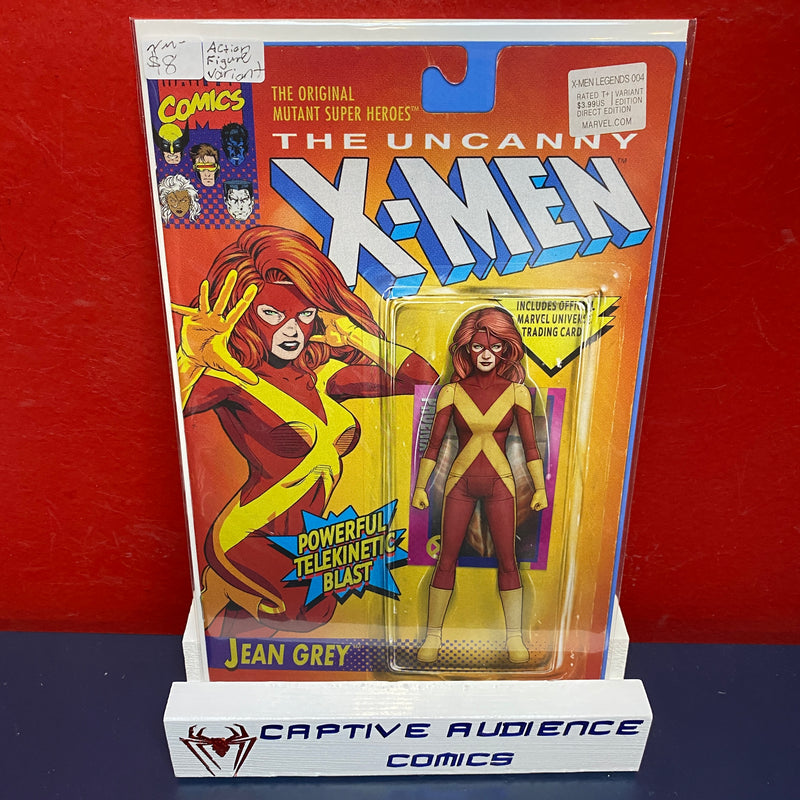 NM-
$8
Action
Figure
Variant
COMICS
THE ORIGINAL
MUTANT SUPER HEROES™
X-MEN LEGENDS 004
RATED T+
$3.99US
DIRECT EDITION
VARIANT
EDITION
MARVEL.COM
THE UNCANNY
X-MEN™
INCLUDES OFFICIAL
MARVEL UNIVERSE
TRADING CARD
POWERFUL
TELEKINETIC
BLAST
JEAN GREY
CAPTIVE AUDIENCE
COMICS